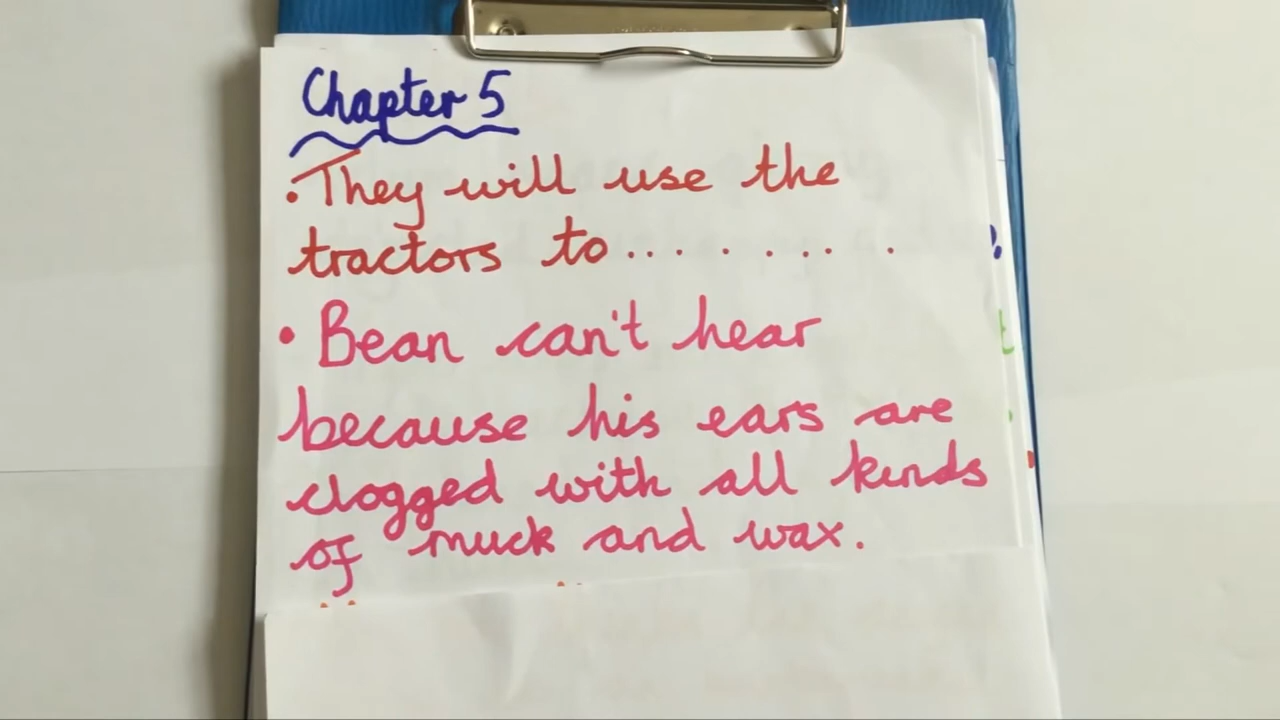 Chapter 5
• They will use the
tractors to.........
• Bean can't hear
because his ears are
clogged with all kinds
of muck and wax.